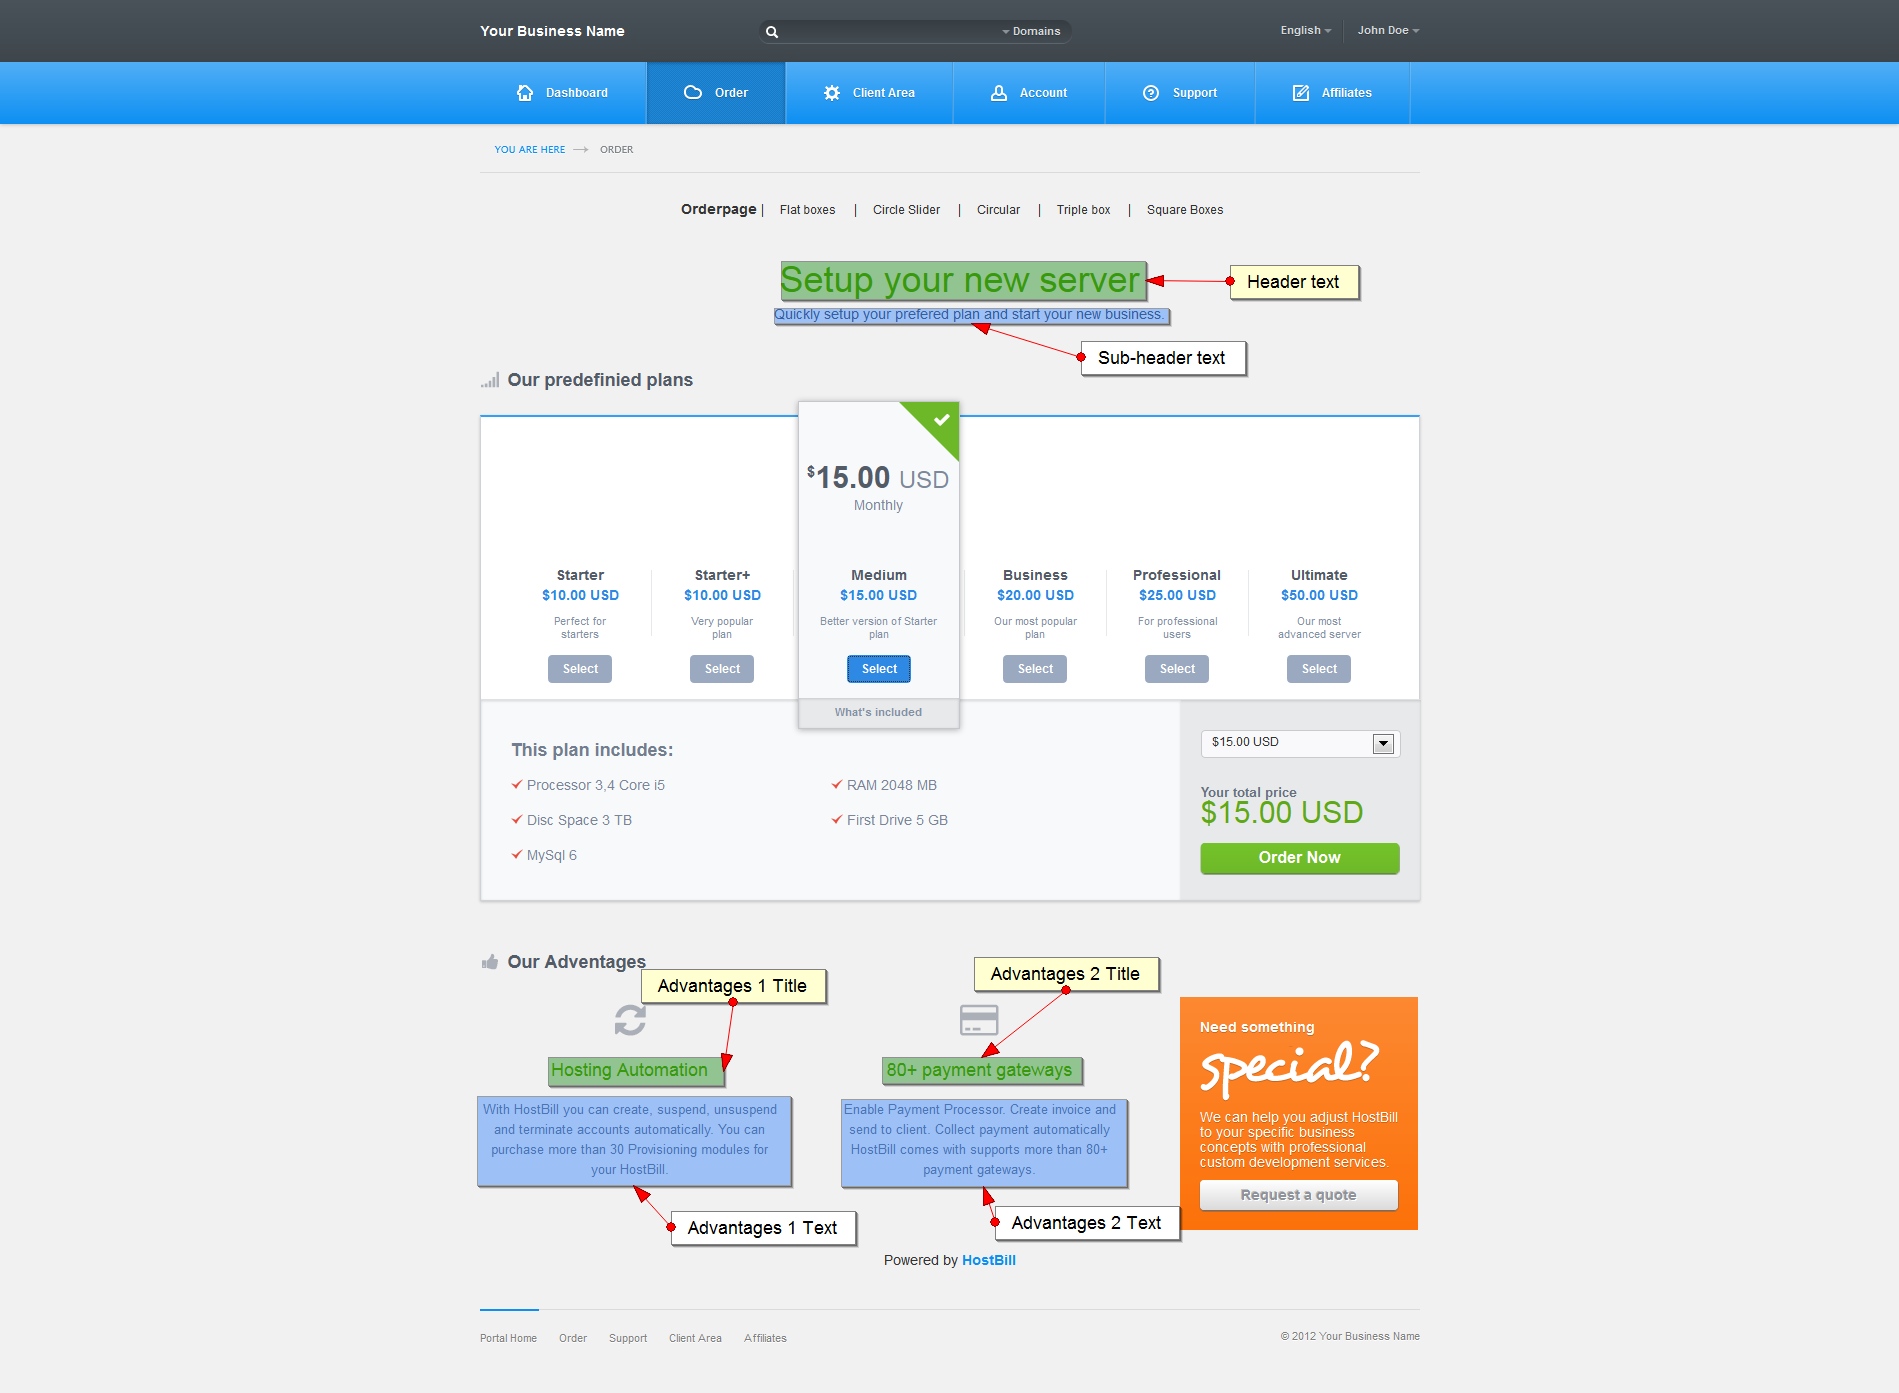 Your Business Name
Domains
English
John Doe
Dashboard
Order
Client Area
Account
Support
Affiliates
YOU ARE HERE
ORDER
Orderpage | Flat boxes | Circle Slider | Circular | Triple box | Square Boxes
Setup your new server
Header text
Quickly setup your prefered plan and start your new business.
Sub-header text
Our predefinied plans
$15.00 USD
Monthly
Starter
$10.00 USD
Perfect for
starters
Select
Starter+
$10.00 USD
Very popular
plan
Select
Medium
$15.00 USD
Better version of Starter
plan
Select
What's included
Business
$20.00 USD
Our most popular
plan
Select
Professional
$25.00 USD
For professional
users
Select
Ultimate
$50.00 USD
Our most
advanced server
Select
This plan includes:
Processor 3,4 Core i5
RAM 2048 MB
Disc Space 3 TB
First Drive 5 GB
MySql 6
$15.00 USD
Your total price
$15.00 USD
Order Now
Our Adventages
Advantages 1 Title
Hosting Automation
With HostBill you can create, suspend, unsuspend
and terminate accounts automatically. You can
purchase more than 30 Provisioning modules for
your HostBill.
Advantages 1 Text
Advantages 2 Title
80+ payment gateways
Enable Payment Processor. Create invoice and
send to client. Collect payment automatically
HostBill comes with supports more than 80+
payment gateways.
Advantages 2 Text
Need something
special?
We can help you adjust HostBill
to your specific business
concepts with professional
custom development services.
Request a quote
Powered by HostBill
Portal Home
Order
Support
Client Area
Affiliates
© 2012 Your Business Name